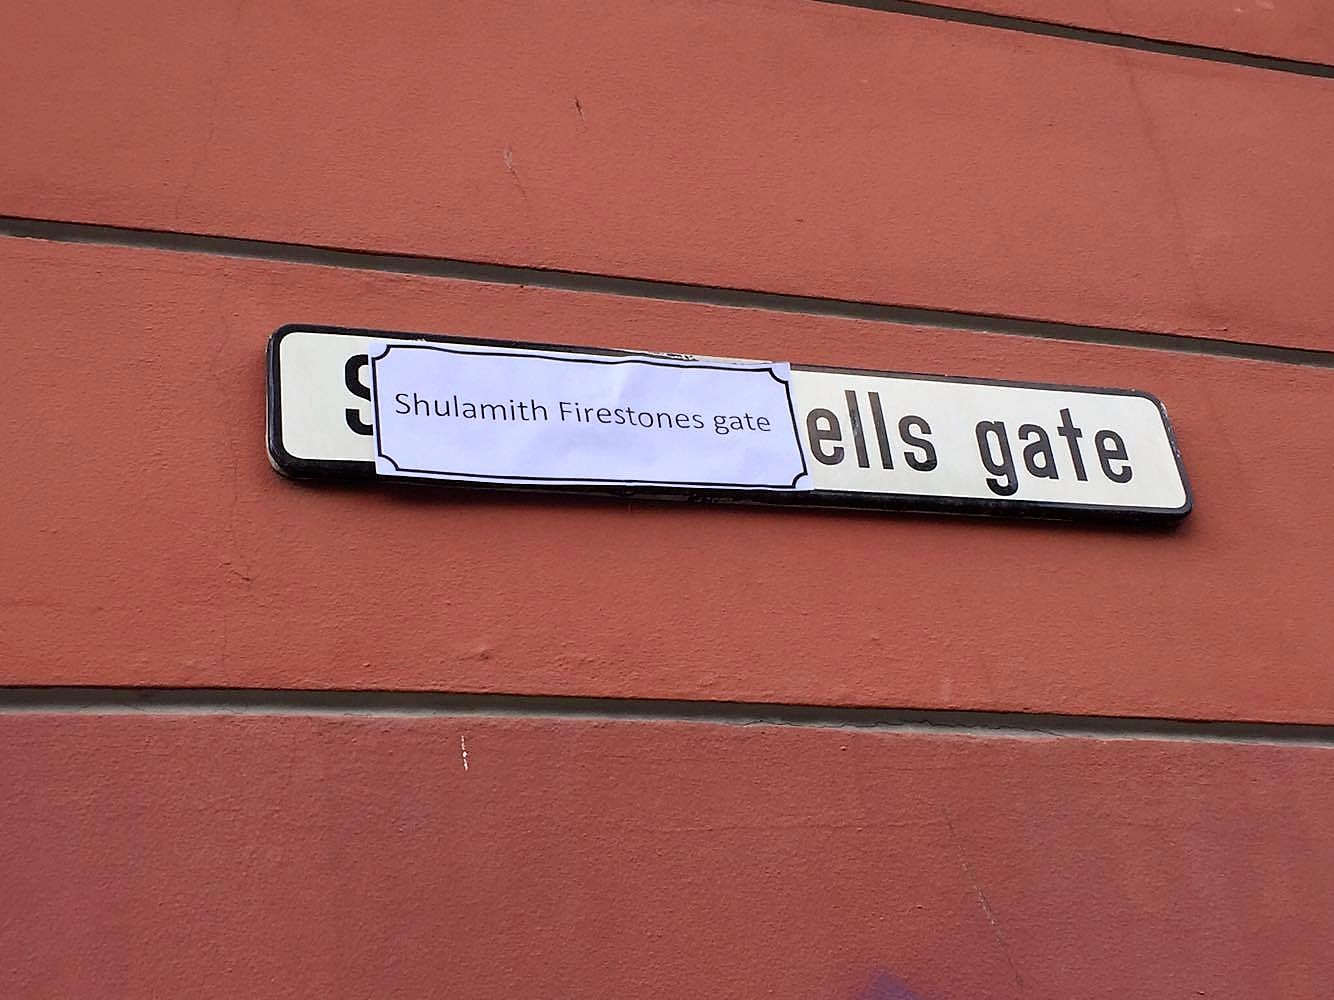 Shulamith Firestones gate
S ells gate